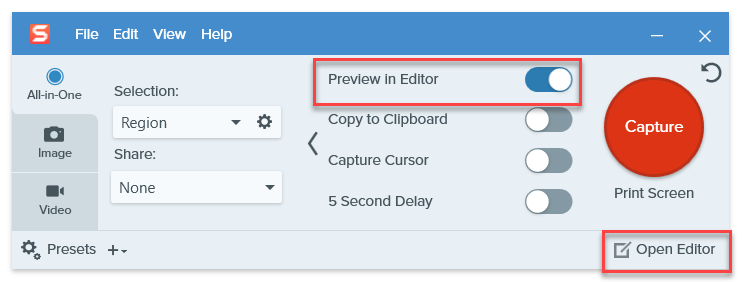 S
File Edit View Help
All-in-One
Image
Video
Selection:
Region
Share:
None
Preview in Editor
Copy to Clipboard
Capture Cursor
5 Second Delay
Capture
Print Screen
Presets
Open Editor